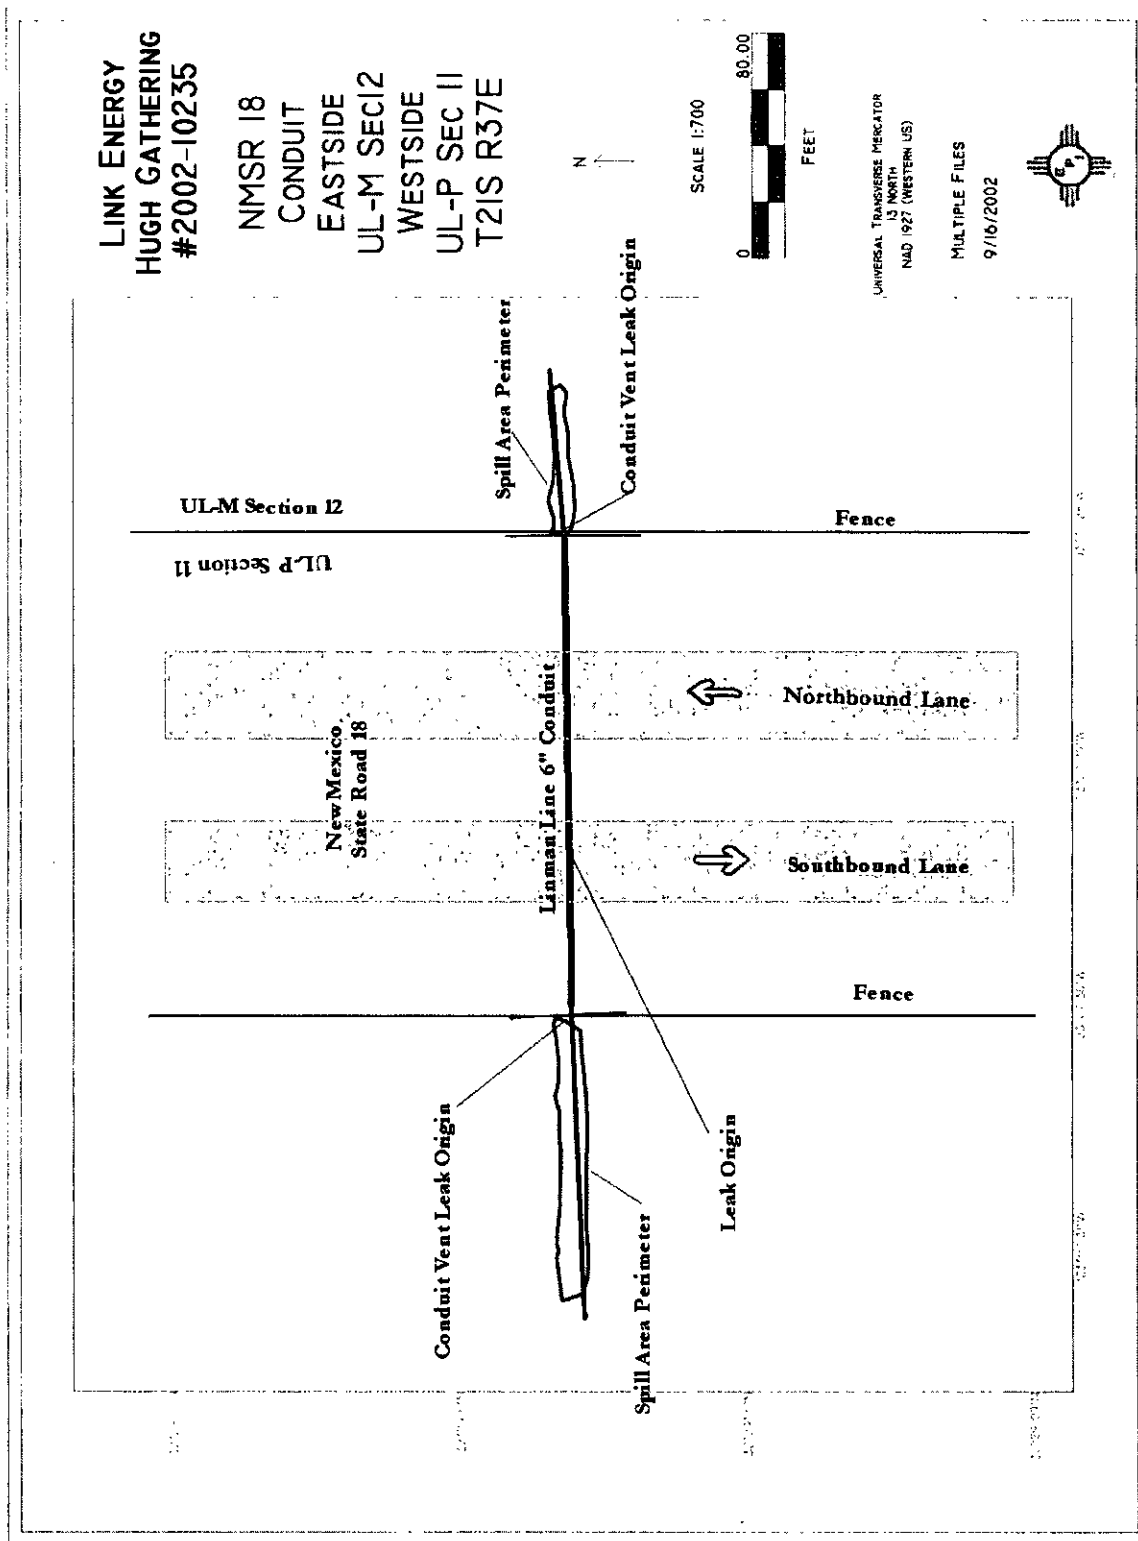 LINK ENERGY
HUGH GATHERING
#2002-10235
NMSR 18
CONDUIT
EASTSIDE
UL-M SEC12
WESTSIDE
UL-P SEC 11
T21S R37E
N
SCALE 1:700
0
80.00
FEET
UNIVERSAL TRANSVERSE MERCATOR
13 NORTH
NAD 1927 (WESTERN US)
MULTIPLE FILES
9/16/2002
Spill Area Perimeter
Conduit Vent Leak Origin
UL-M Section 12
Fence
UL-P Section 11
Northbound Lane
New Mexico
State Road 18
Linman Line 6" Conduit
Southbound Lane
Fence
Conduit Vent Leak Origin
Leak Origin
Spill Area Perimeter